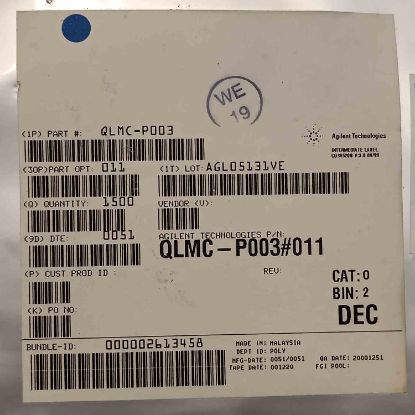 WE
19
(1P) PART #: QLMC-P003
Agilent Technologies
INTERMEDIATE LABEL
(30P)PART OPT: 011 (1T) LOT: AGL05131VE
(Q) QUANTITY: 1500 VENDOR (V):
(9D) DTE: 0051 AGILENT TECHNOLOGIES P/N:
QLMC-P003#011
(P) CUST PROD ID : REV: CAT: 0
BIN: 2
(K) PO NO: DEC
BUNDLE-ID: 000002613458 MADE IN: MALAYSIA
DEPT ID: POLY
MFG-DATE: 0051/0051 QA DATE: 20001251
TAPE DATE: 001220 FGI POOL: